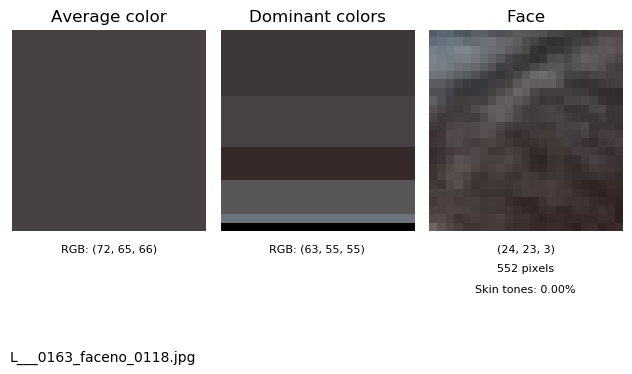 Average color
Dominant colors
Face
RGB: (72, 65, 66)
RGB: (63, 55, 55)
(24, 23, 3)
552 pixels
Skin tones: 0.00%
L___0163_faceno_0118.jpg